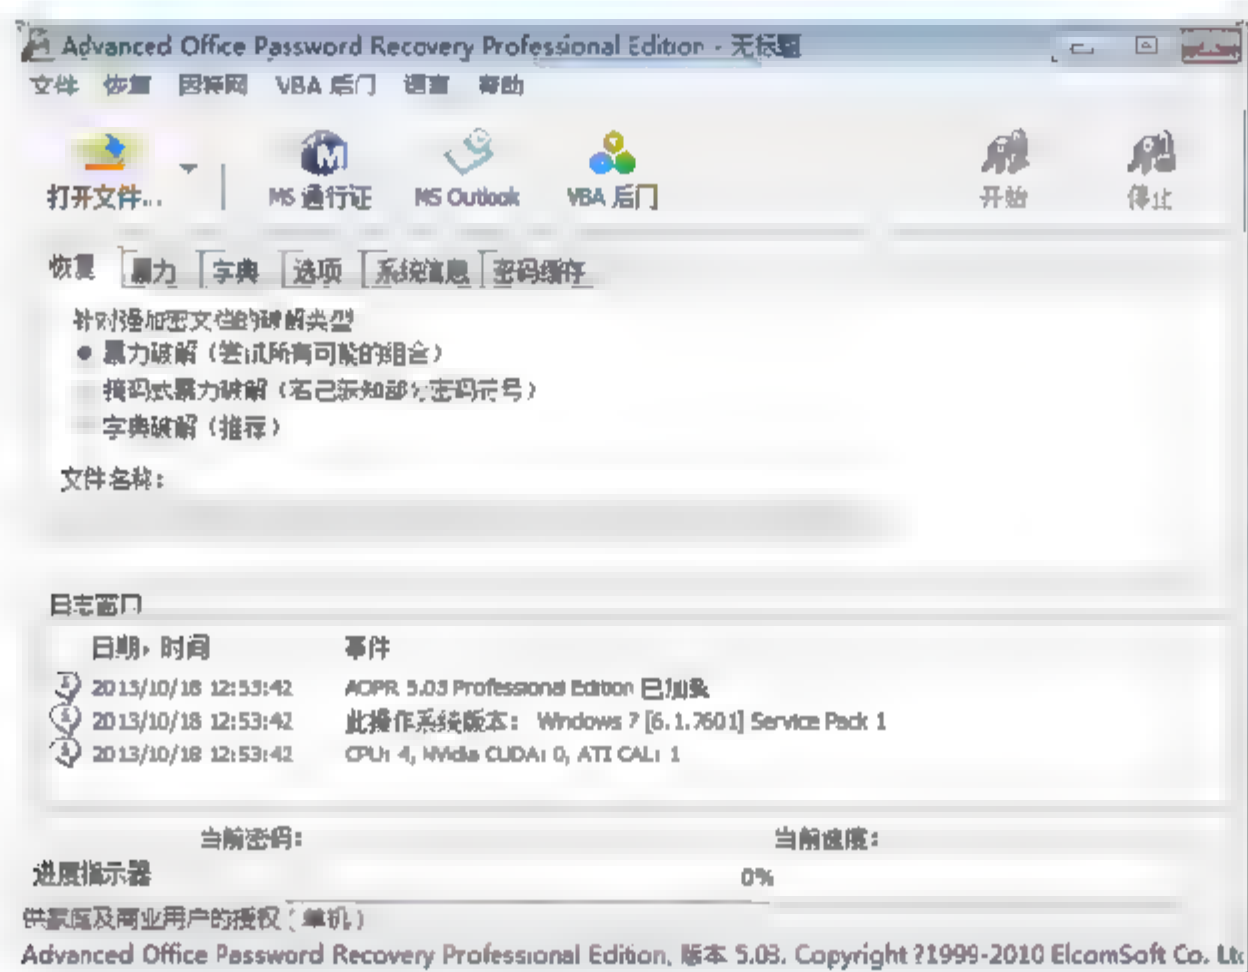 Advanced Office Password Recovery Professional Edition - 无标题
文件 恢复 因特网 VBA 后门 语言 帮助
打开文件... MS 通行证 MS Outlook VBA 后门 开始 停止
恢复 暴力 字典 选项 系统信息 密码缓存
针对强加密文档的破解类型
暴力破解（尝试所有可能的组合）
掩码式暴力破解（若已获知部分密码符号）
字典破解（推荐）
文件名称:
日志窗口
日期，时间 事件
2013/10/18 12:53:42 AOPR 5.03 Professional Edition 已加载
2013/10/18 12:53:42 此操作系统版本: Windows 7 [6.1.7601] Service Pack 1
2013/10/18 12:53:42 CPU: 4, NVidia CUDA: 0, ATI CAL: 1
当前密码: 当前速度:
进度指示器 0%
供家庭及商业用户的授权（单机）
Advanced Office Password Recovery Professional Edition, 版本 5.03. Copyright ?1999-2010 ElcomSoft Co. Lt